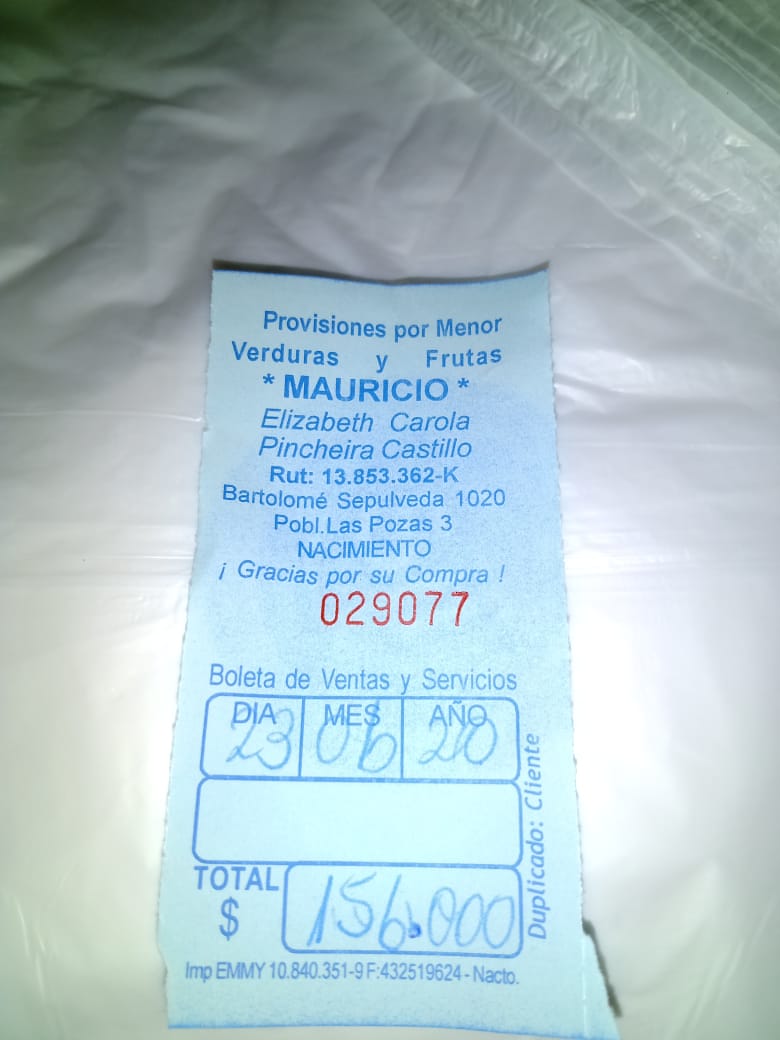 Provisiones por Menor
Verduras y Frutas
* MAURICIO *
Elizabeth Carola
Pincheira Castillo
Rut: 13.853.362-K
Bartolomé Sepulveda 1020
Pobl.Las Pozas 3
NACIMIENTO
¡ Gracias por su Compra !
029077
Boleta de Ventas y Servicios
DIA MES AÑO
23 06 20
TOTAL
$ 156.000
Duplicado: Cliente
Imp EMMY 10.840.351-9 F:432519624 - Nacto.